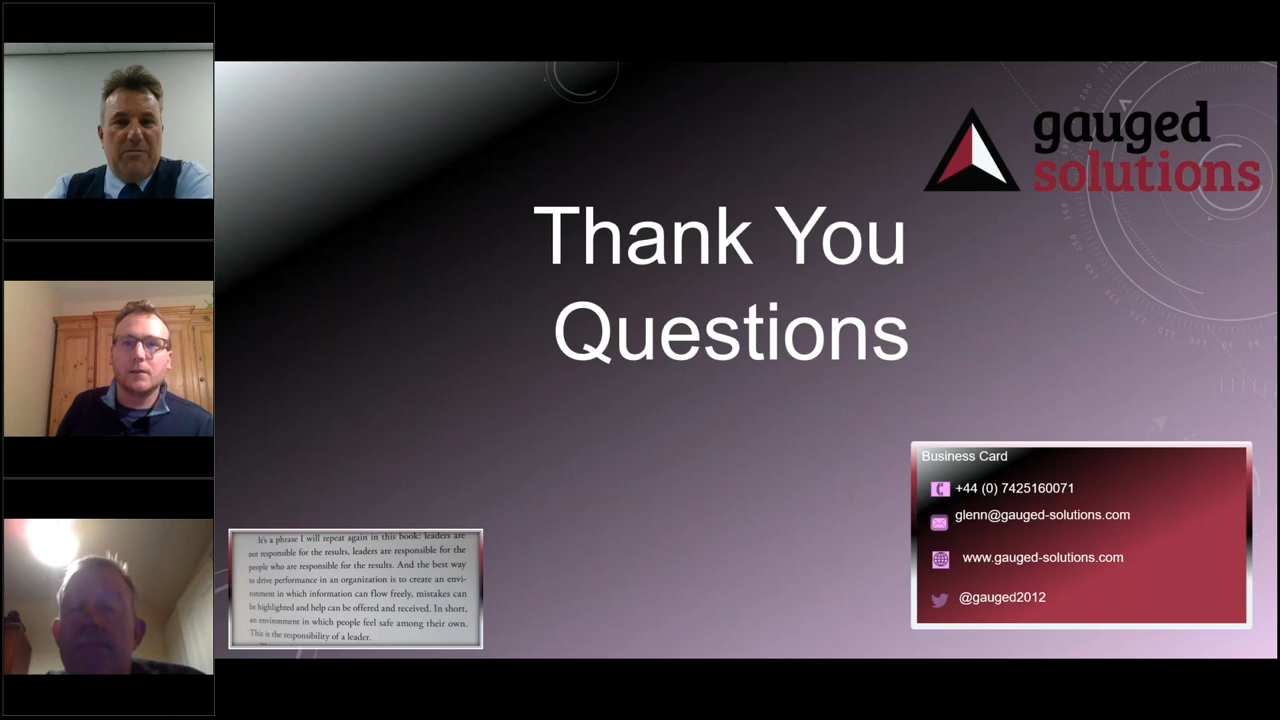 gauged
solutions
Thank You
Questions
Business Card
+44 (0) 7425160071
glenn@gauged-solutions.com
www.gauged-solutions.com
@gauged2012
It's a phrase I will repeat again in this book: leaders are
not responsible for the results, leaders are responsible for the
people who are responsible for the results. And the best way
to drive performance in an organization is to create an envi-
ronment in which information can flow freely, mistakes can
be highlighted and help can be offered and received. In short,
an environment in which people feel safe among their own.
This is the responsibility of a leader.